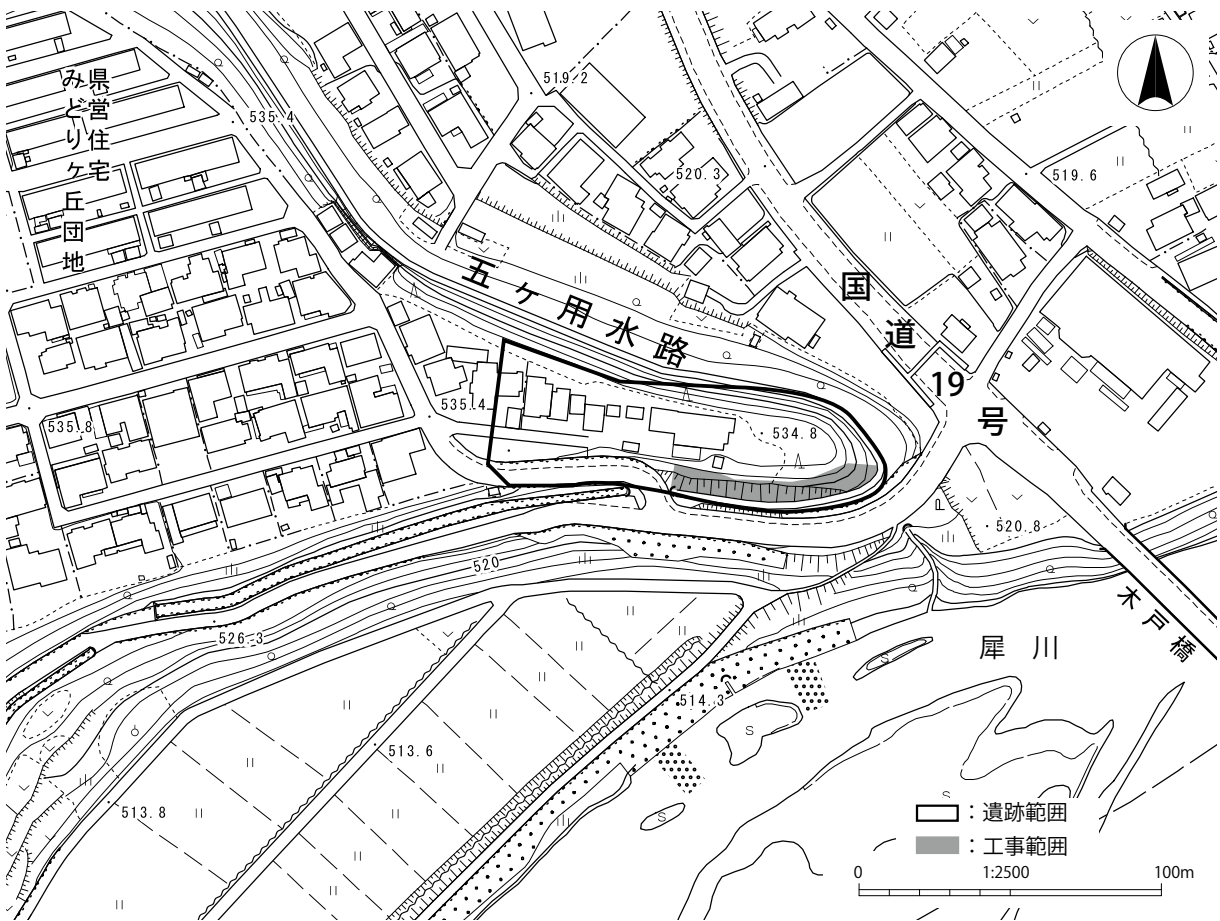 県営住宅
みどりヶ丘団地
519.2
535.4
520.3
519.6
五ヶ用水路
国道19号
535.4
535.8
534.8
520.8
520
526.3
木戸橋
犀川
514.3
513.6
513.8
S
S
S
S
S
:遺跡範囲
:工事範囲
0
1:2500
100m